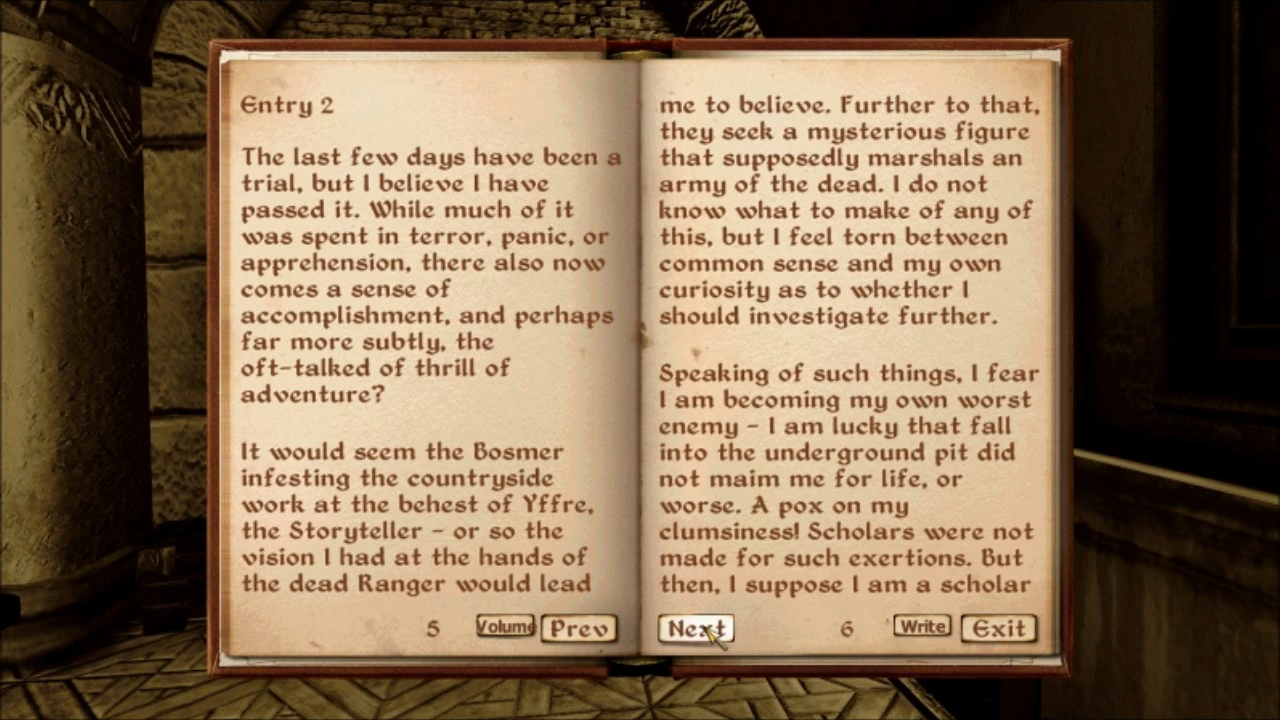 Entry 2
The last few days have been a
trial, but I believe I have
passed it. While much of it
was spent in terror, panic, or
apprehension, there also now
comes a sense of
accomplishment, and perhaps
far more subtly, the
oft-talked of thrill of
adventure?
It would seem the Bosmer
infesting the countryside
work at the behest of Yffre,
the Storyteller - or so the
vision I had at the hands of
the dead Ranger would lead
5
Volume
Prev
me to believe. Further to that,
they seek a mysterious figure
that supposedly marshals an
army of the dead. I do not
know what to make of any of
this, but I feel torn between
common sense and my own
curiosity as to whether I
should investigate further.
Speaking of such things, I fear
I am becoming my own worst
enemy - I am lucky that fall
into the underground pit did
not maim me for life, or
worse. A pox on my
clumsiness! Scholars were not
made for such exertions. But
then, I suppose I am a scholar
Next
6
Write
Exit